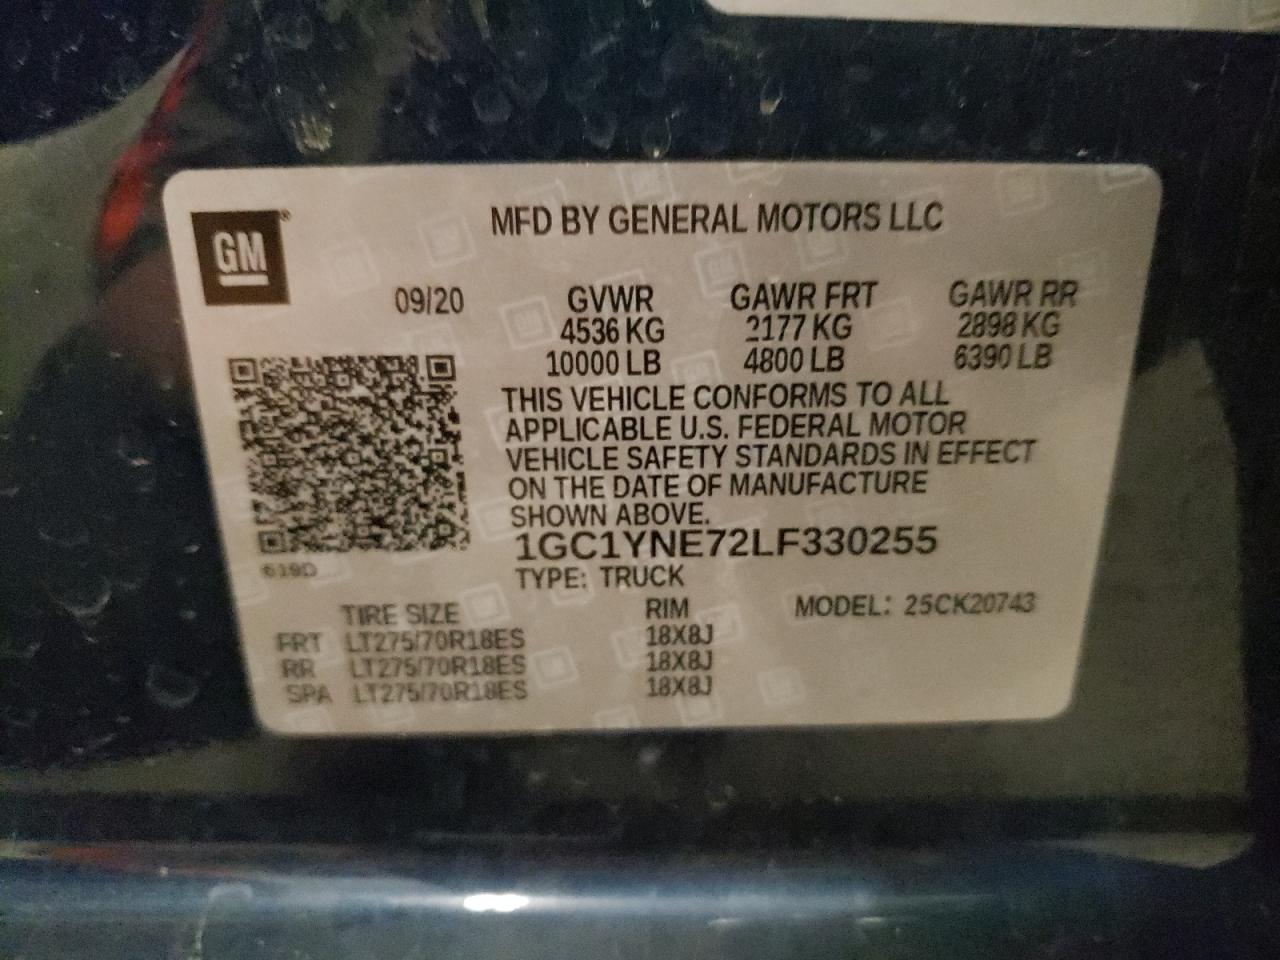 GM®
MFD BY GENERAL MOTORS LLC
09/20 GVWR GAWR FRT GAWR RR
4536 KG 2177 KG 2898 KG
10000 LB 4800 LB 6390 LB
THIS VEHICLE CONFORMS TO ALL
APPLICABLE U.S. FEDERAL MOTOR
VEHICLE SAFETY STANDARDS IN EFFECT
ON THE DATE OF MANUFACTURE
SHOWN ABOVE.
1GC1YNE72LF330255
619D
TYPE: TRUCK
TIRE SIZE RIM MODEL: 25CK20743
FRT LT275/70R18ES 18X8J
RR LT275/70R18ES 18X8J
SPA LT275/70R18ES 18X8J